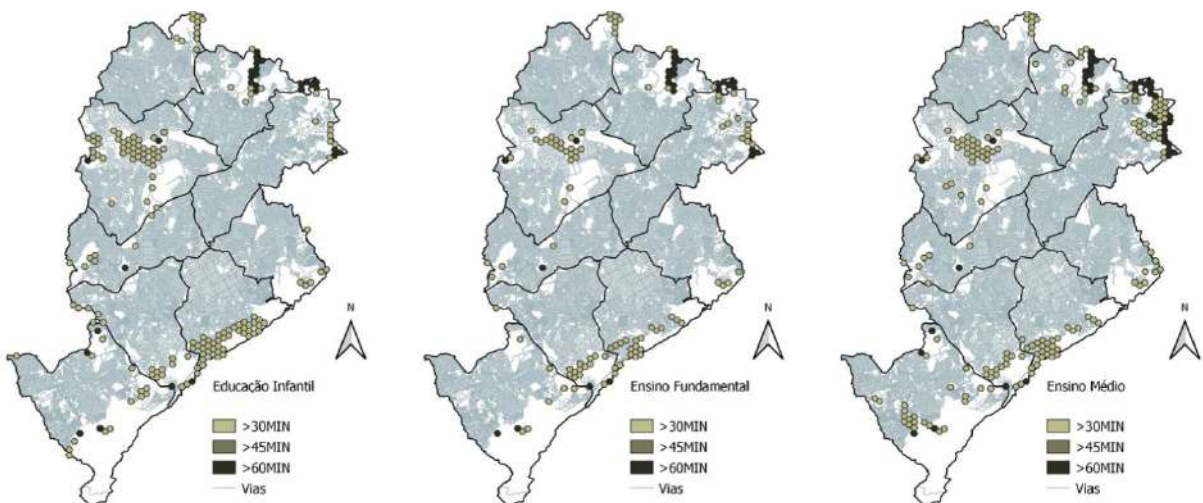 N
Educação Infantil
>30MIN
>45MIN
>60MIN
Vias
N
Ensino Fundamental
>30MIN
>45MIN
>60MIN
Vias
N
Ensino Médio
>30MIN
>45MIN
>60MIN
Vias